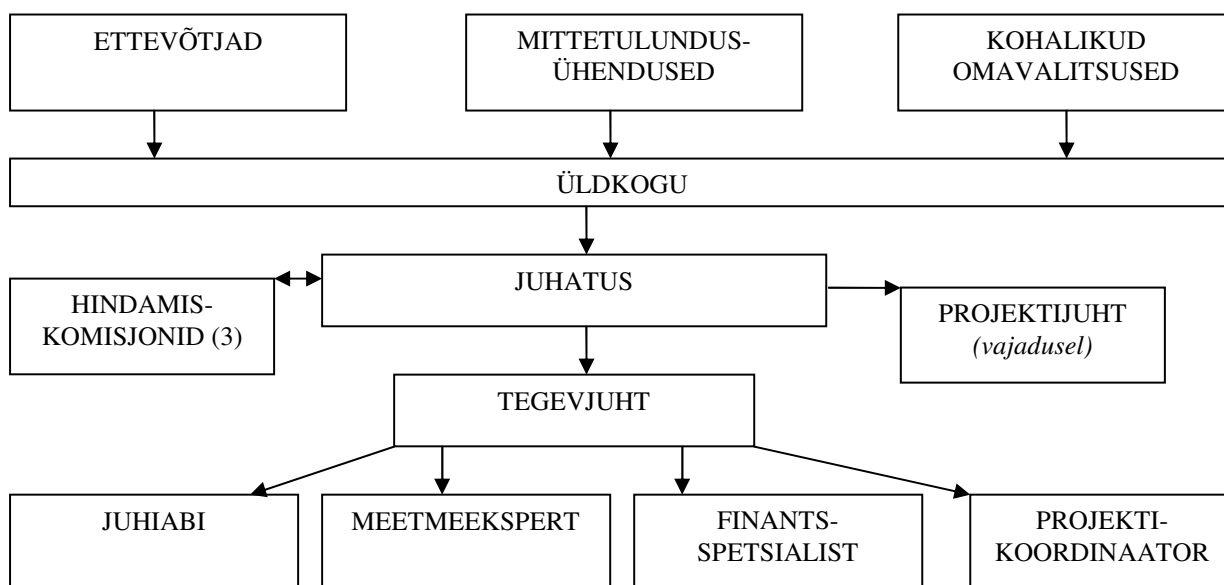 ETTEVÕTJAD
MITTETULUNDUS-
ÜHENDUSED
KOHALIKUD
OMAVALITSUSED
ÜLDKOGU
JUHATUS
HINDAMIS-
KOMISJONID (3)
PROJEKTIJUHT
(vajadusel)
TEGEVJUHT
JUHIABI
MEETMEEKSPERT
FINANTS-
SPETSIALIST
PROJEKTI-
KOORDINAATOR